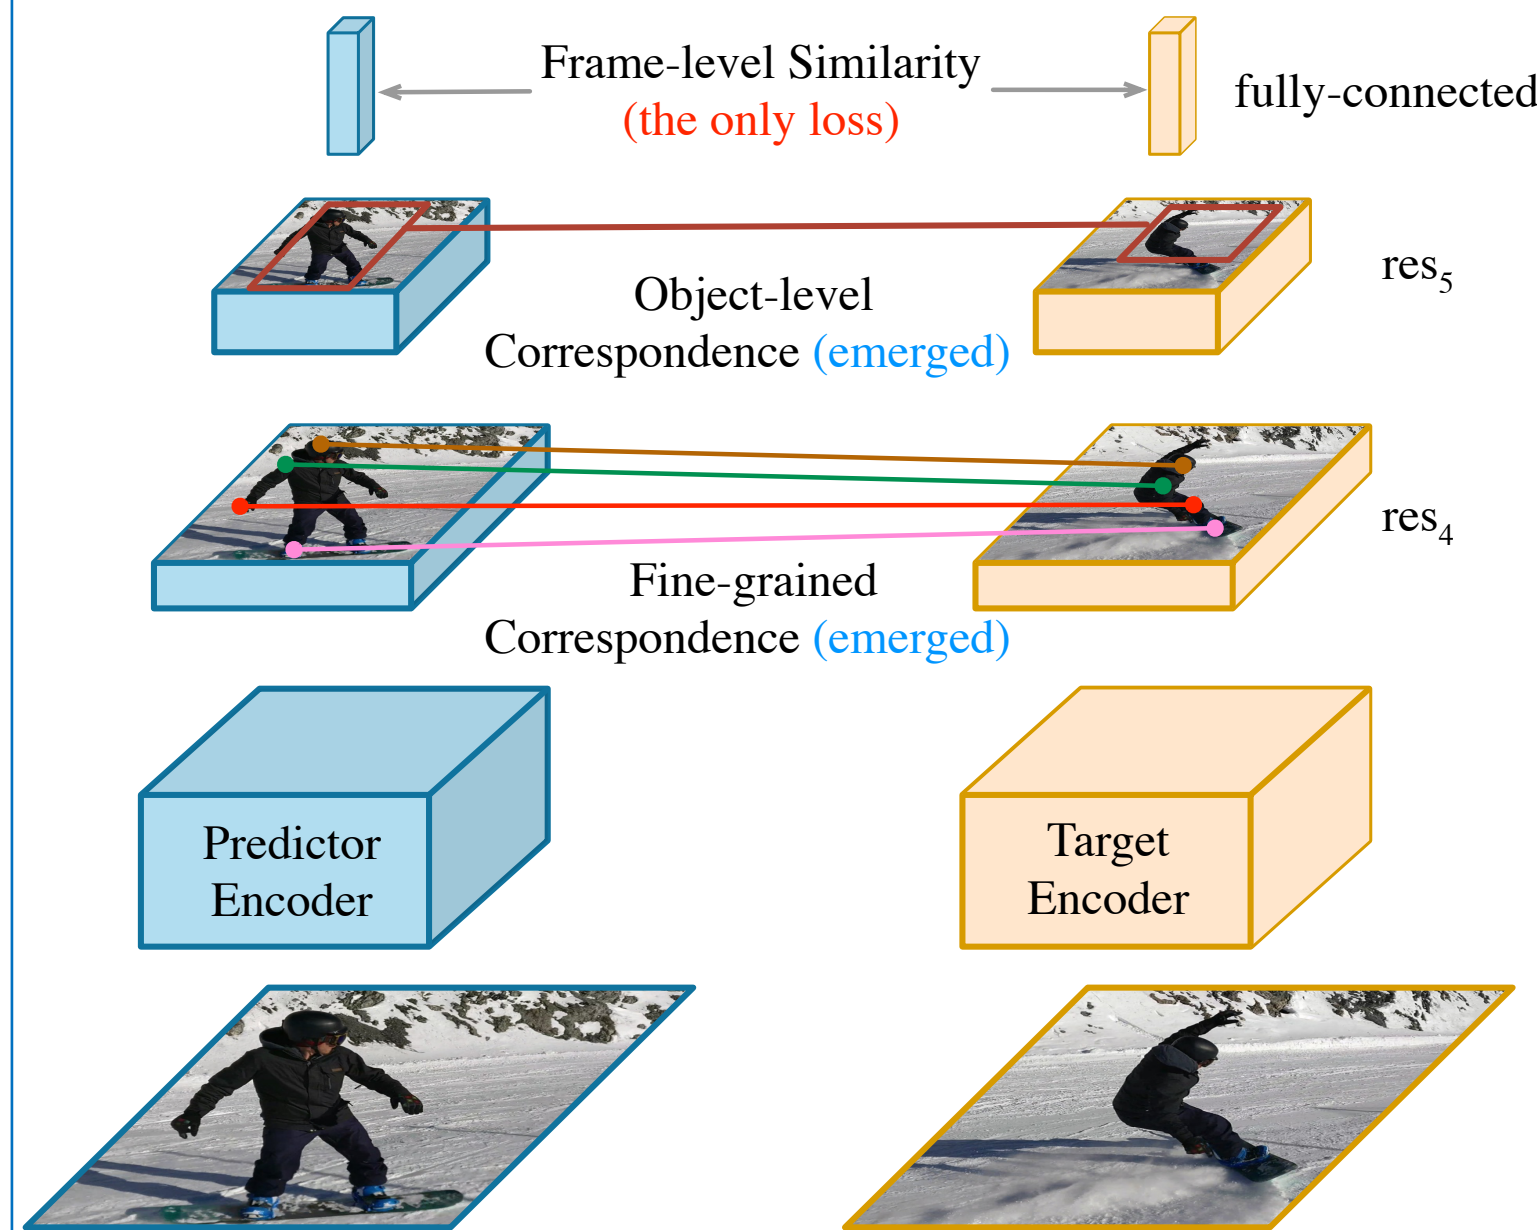 Frame-level Similarity
(the only loss)
fully-connected
res5
Object-level
Correspondence (emerged)
res4
Fine-grained
Correspondence (emerged)
Predictor
Encoder
Target
Encoder